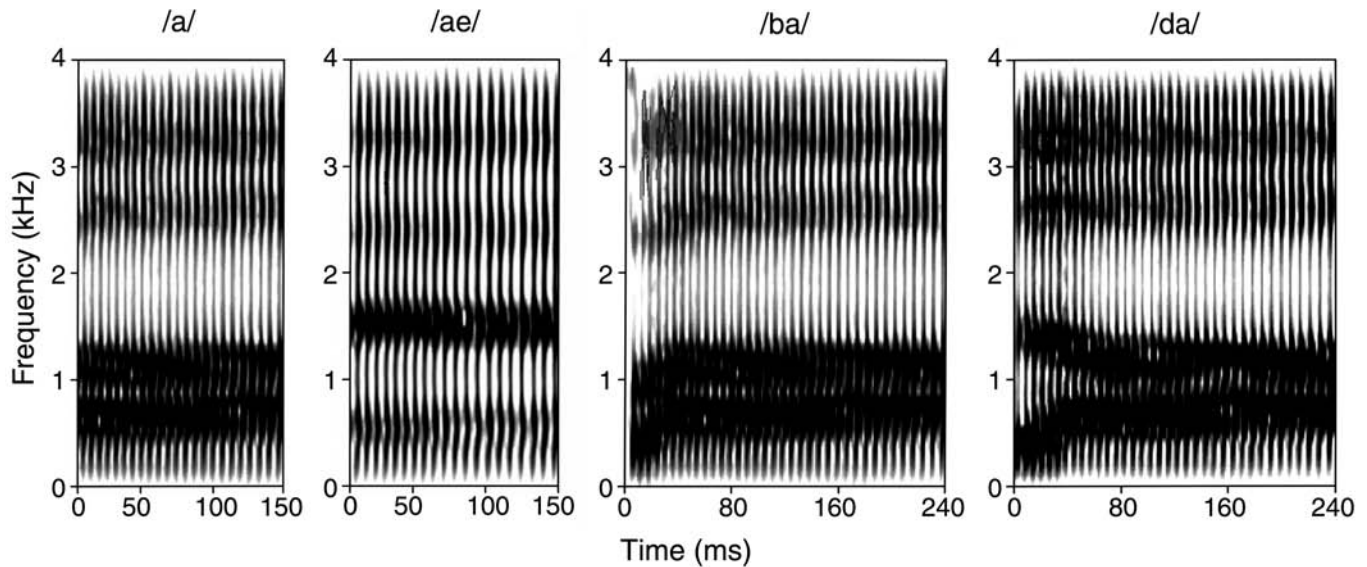 /a/ /ae/ /ba/ /da/
Frequency (kHz)
4 4 4 4
3 3 3 3
2 2 2 2
1 1 1 1
0 0 0 0
0 50 100 150 0 50 100 150 0 80 160 240 0 80 160 240
Time (ms)